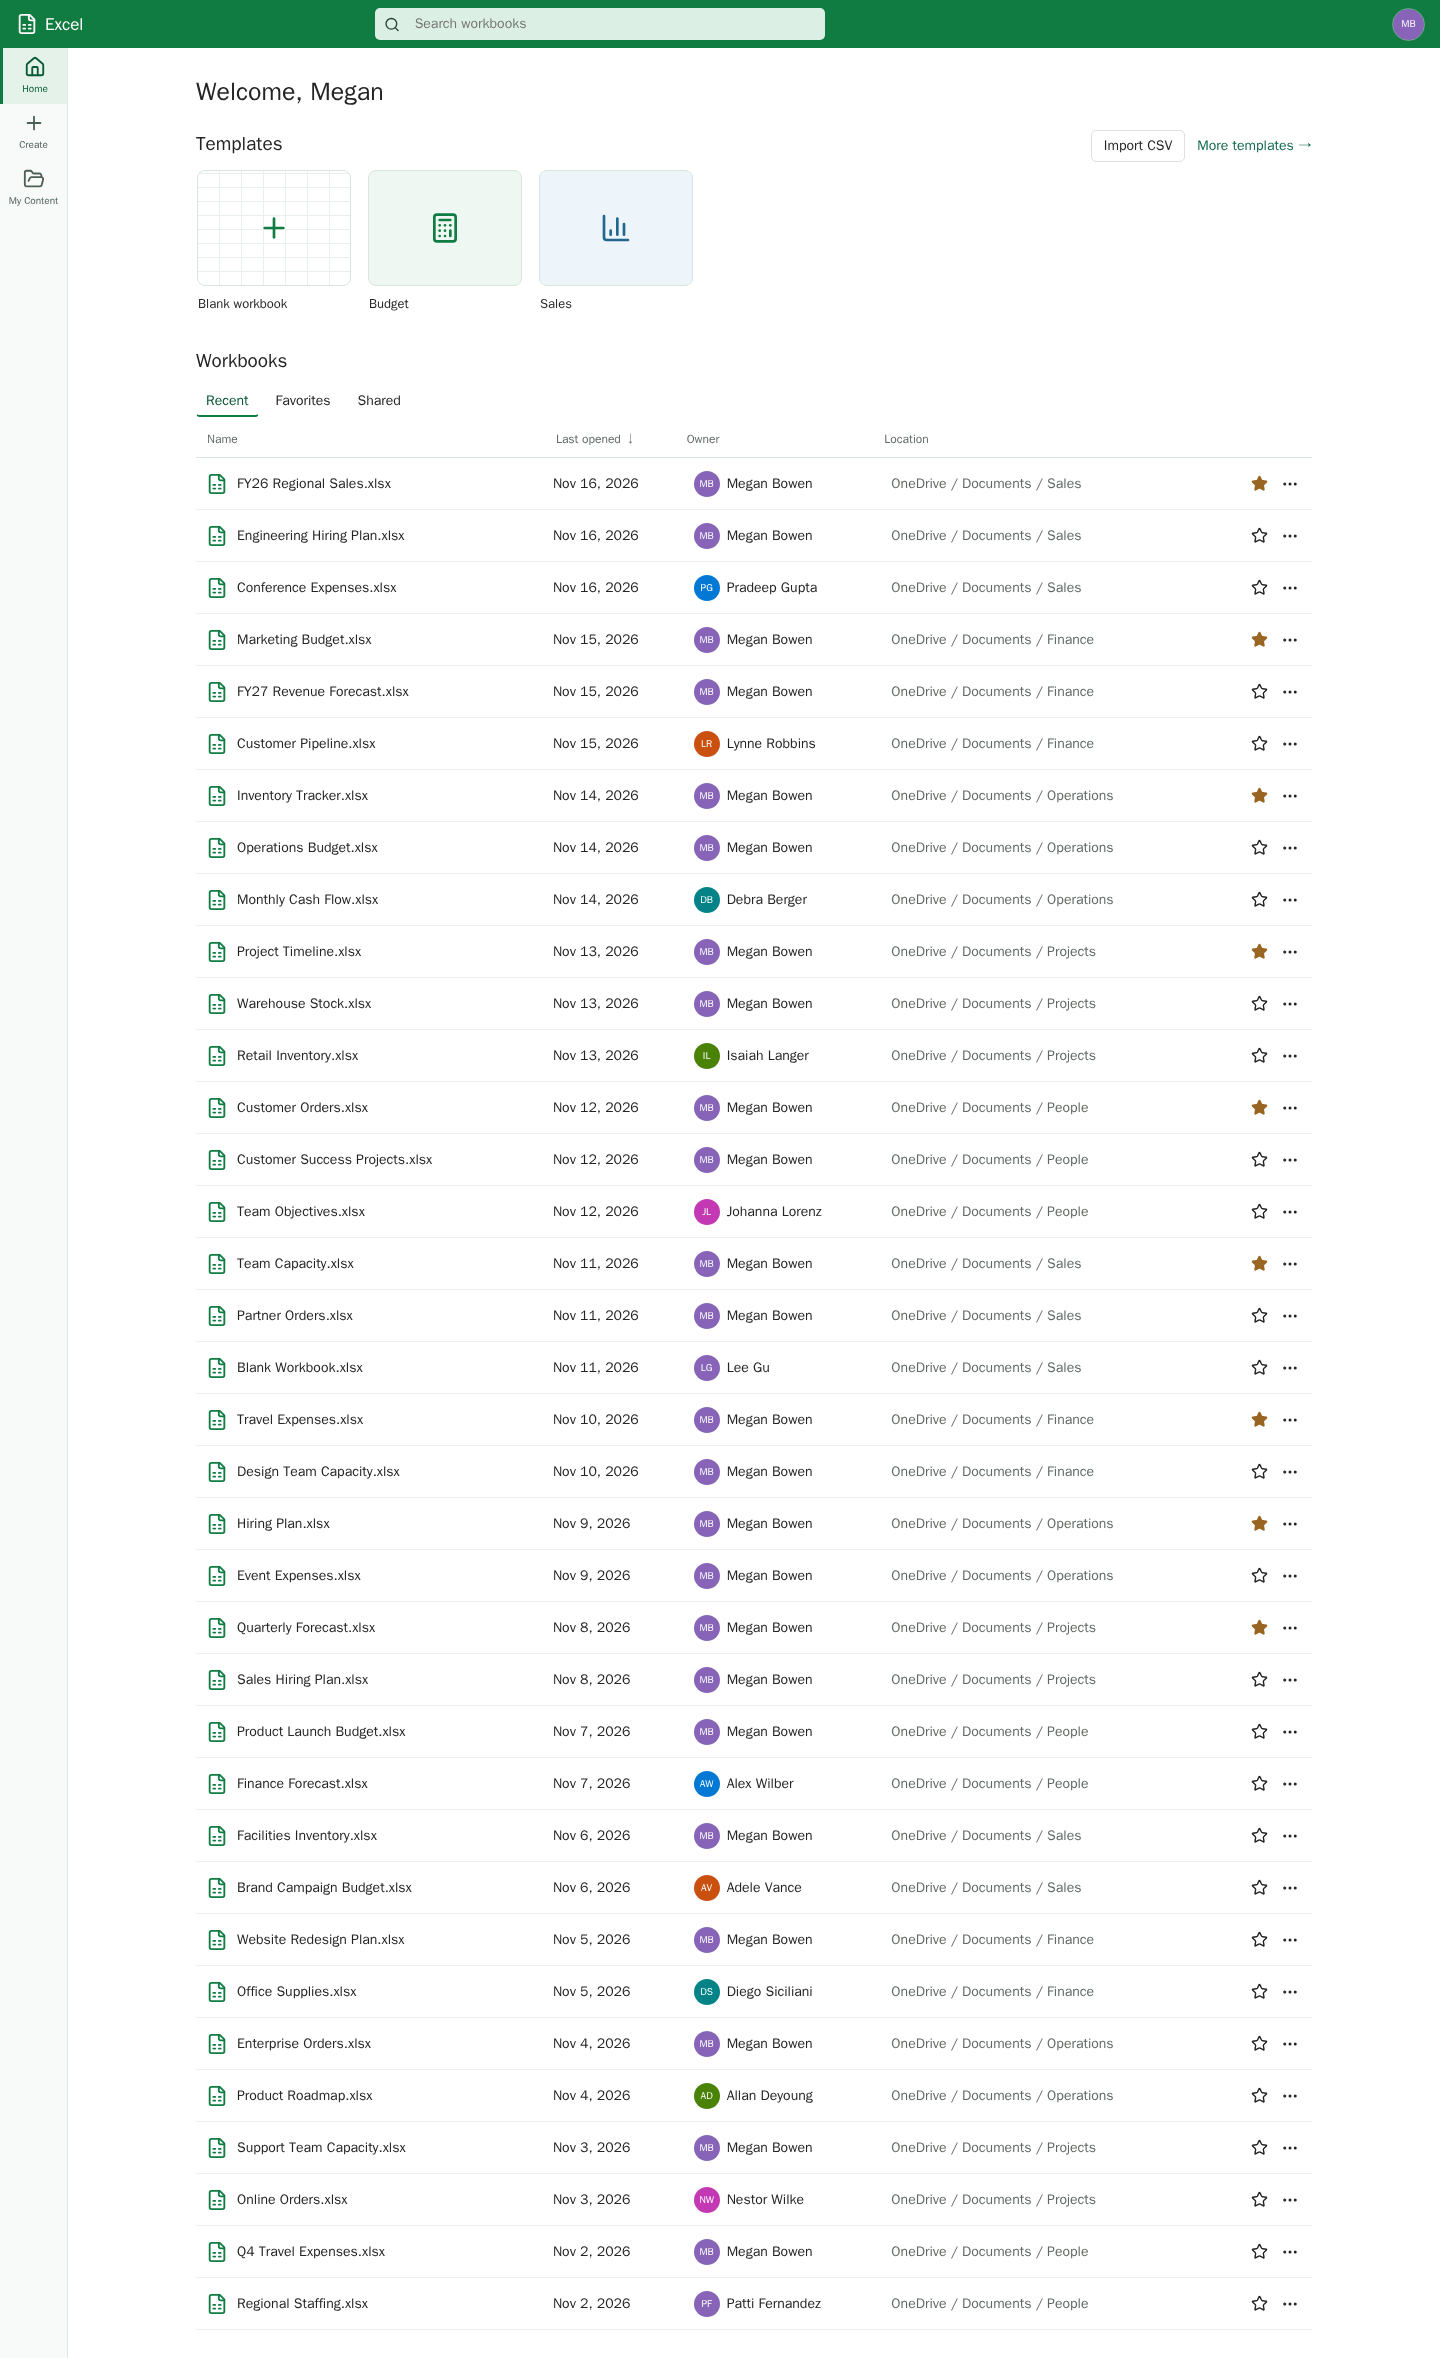 Excel
Search workbooks
MB
Home
Create
My Content
Welcome, Megan
Templates
Import CSV
More templates →
Blank workbook
Budget
Sales
Workbooks
Recent Favorites Shared
Name Last opened ↓ Owner Location
FY26 Regional Sales.xlsx Nov 16, 2026 MB Megan Bowen OneDrive / Documents / Sales
Engineering Hiring Plan.xlsx Nov 16, 2026 MB Megan Bowen OneDrive / Documents / Sales
Conference Expenses.xlsx Nov 16, 2026 PG Pradeep Gupta OneDrive / Documents / Sales
Marketing Budget.xlsx Nov 15, 2026 MB Megan Bowen OneDrive / Documents / Finance
FY27 Revenue Forecast.xlsx Nov 15, 2026 MB Megan Bowen OneDrive / Documents / Finance
Customer Pipeline.xlsx Nov 15, 2026 LR Lynne Robbins OneDrive / Documents / Finance
Inventory Tracker.xlsx Nov 14, 2026 MB Megan Bowen OneDrive / Documents / Operations
Operations Budget.xlsx Nov 14, 2026 MB Megan Bowen OneDrive / Documents / Operations
Monthly Cash Flow.xlsx Nov 14, 2026 DB Debra Berger OneDrive / Documents / Operations
Project Timeline.xlsx Nov 13, 2026 MB Megan Bowen OneDrive / Documents / Projects
Warehouse Stock.xlsx Nov 13, 2026 MB Megan Bowen OneDrive / Documents / Projects
Retail Inventory.xlsx Nov 13, 2026 IL Isaiah Langer OneDrive / Documents / Projects
Customer Orders.xlsx Nov 12, 2026 MB Megan Bowen OneDrive / Documents / People
Customer Success Projects.xlsx Nov 12, 2026 MB Megan Bowen OneDrive / Documents / People
Team Objectives.xlsx Nov 12, 2026 JL Johanna Lorenz OneDrive / Documents / People
Team Capacity.xlsx Nov 11, 2026 MB Megan Bowen OneDrive / Documents / Sales
Partner Orders.xlsx Nov 11, 2026 MB Megan Bowen OneDrive / Documents / Sales
Blank Workbook.xlsx Nov 11, 2026 LG Lee Gu OneDrive / Documents / Sales
Travel Expenses.xlsx Nov 10, 2026 MB Megan Bowen OneDrive / Documents / Finance
Design Team Capacity.xlsx Nov 10, 2026 MB Megan Bowen OneDrive / Documents / Finance
Hiring Plan.xlsx Nov 9, 2026 MB Megan Bowen OneDrive / Documents / Operations
Event Expenses.xlsx Nov 9, 2026 MB Megan Bowen OneDrive / Documents / Operations
Quarterly Forecast.xlsx Nov 8, 2026 MB Megan Bowen OneDrive / Documents / Projects
Sales Hiring Plan.xlsx Nov 8, 2026 MB Megan Bowen OneDrive / Documents / Projects
Product Launch Budget.xlsx Nov 7, 2026 MB Megan Bowen OneDrive / Documents / People
Finance Forecast.xlsx Nov 7, 2026 AW Alex Wilber OneDrive / Documents / People
Facilities Inventory.xlsx Nov 6, 2026 MB Megan Bowen OneDrive / Documents / Sales
Brand Campaign Budget.xlsx Nov 6, 2026 AV Adele Vance OneDrive / Documents / Sales
Website Redesign Plan.xlsx Nov 5, 2026 MB Megan Bowen OneDrive / Documents / Finance
Office Supplies.xlsx Nov 5, 2026 DS Diego Siciliani OneDrive / Documents / Finance
Enterprise Orders.xlsx Nov 4, 2026 MB Megan Bowen OneDrive / Documents / Operations
Product Roadmap.xlsx Nov 4, 2026 AD Allan Deyoung OneDrive / Documents / Operations
Support Team Capacity.xlsx Nov 3, 2026 MB Megan Bowen OneDrive / Documents / Projects
Online Orders.xlsx Nov 3, 2026 NW Nestor Wilke OneDrive / Documents / Projects
Q4 Travel Expenses.xlsx Nov 2, 2026 MB Megan Bowen OneDrive / Documents / People
Regional Staffing.xlsx Nov 2, 2026 PF Patti Fernandez OneDrive / Documents / People